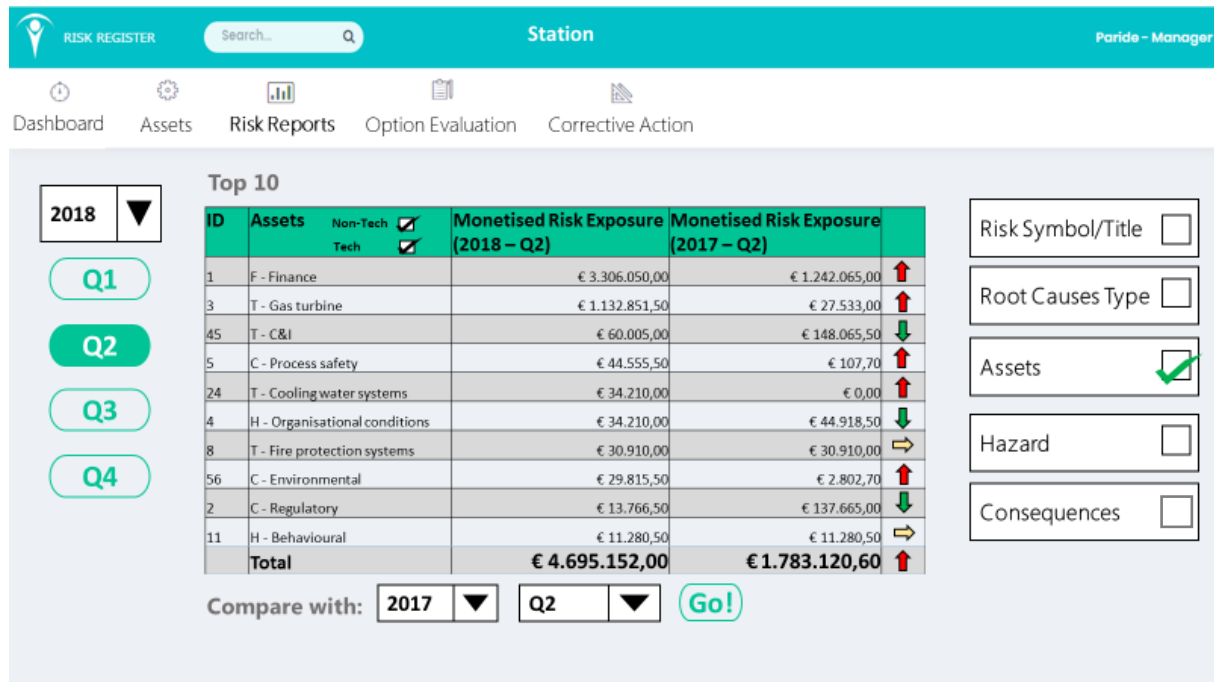 RISK REGISTER Search... Station Paride - Manager
Dashboard Assets Risk Reports Option Evaluation Corrective Action
Top 10
2018
Q1
Q2
Q3
Q4
ID Assets Non-Tech Tech Monetised Risk Exposure (2018 – Q2) Monetised Risk Exposure (2017 – Q2)
1 F - Finance € 3.306.050,00 € 1.242.065,00
3 T - Gas turbine € 1.132.851,50 € 27.533,00
45 T - C&I € 60.005,00 € 148.065,50
5 C - Process safety € 44.555,50 € 107,70
24 T - Cooling water systems € 34.210,00 € 0,00
4 H - Organisational conditions € 34.210,00 € 44.918,50
8 T - Fire protection systems € 30.910,00 € 30.910,00
56 C - Environmental € 29.815,50 € 2.802,70
2 C - Regulatory € 13.766,50 € 137.665,00
11 H - Behavioural € 11.280,50 € 11.280,50
Total € 4.695.152,00 € 1.783.120,60
Compare with: 2017 Q2 Go!
Risk Symbol/Title
Root Causes Type
Assets
Hazard
Consequences